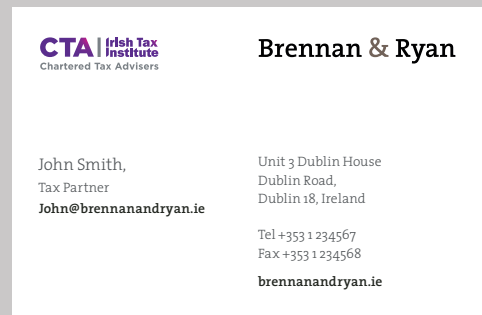 CTA Irish Tax Institute
Chartered Tax Advisers
Brennan & Ryan
John Smith,
Tax Partner
John@brennanandryan.ie
Unit 3 Dublin House
Dublin Road,
Dublin 18, Ireland
Tel +353 1 234567
Fax +353 1 234568
brennanandryan.ie